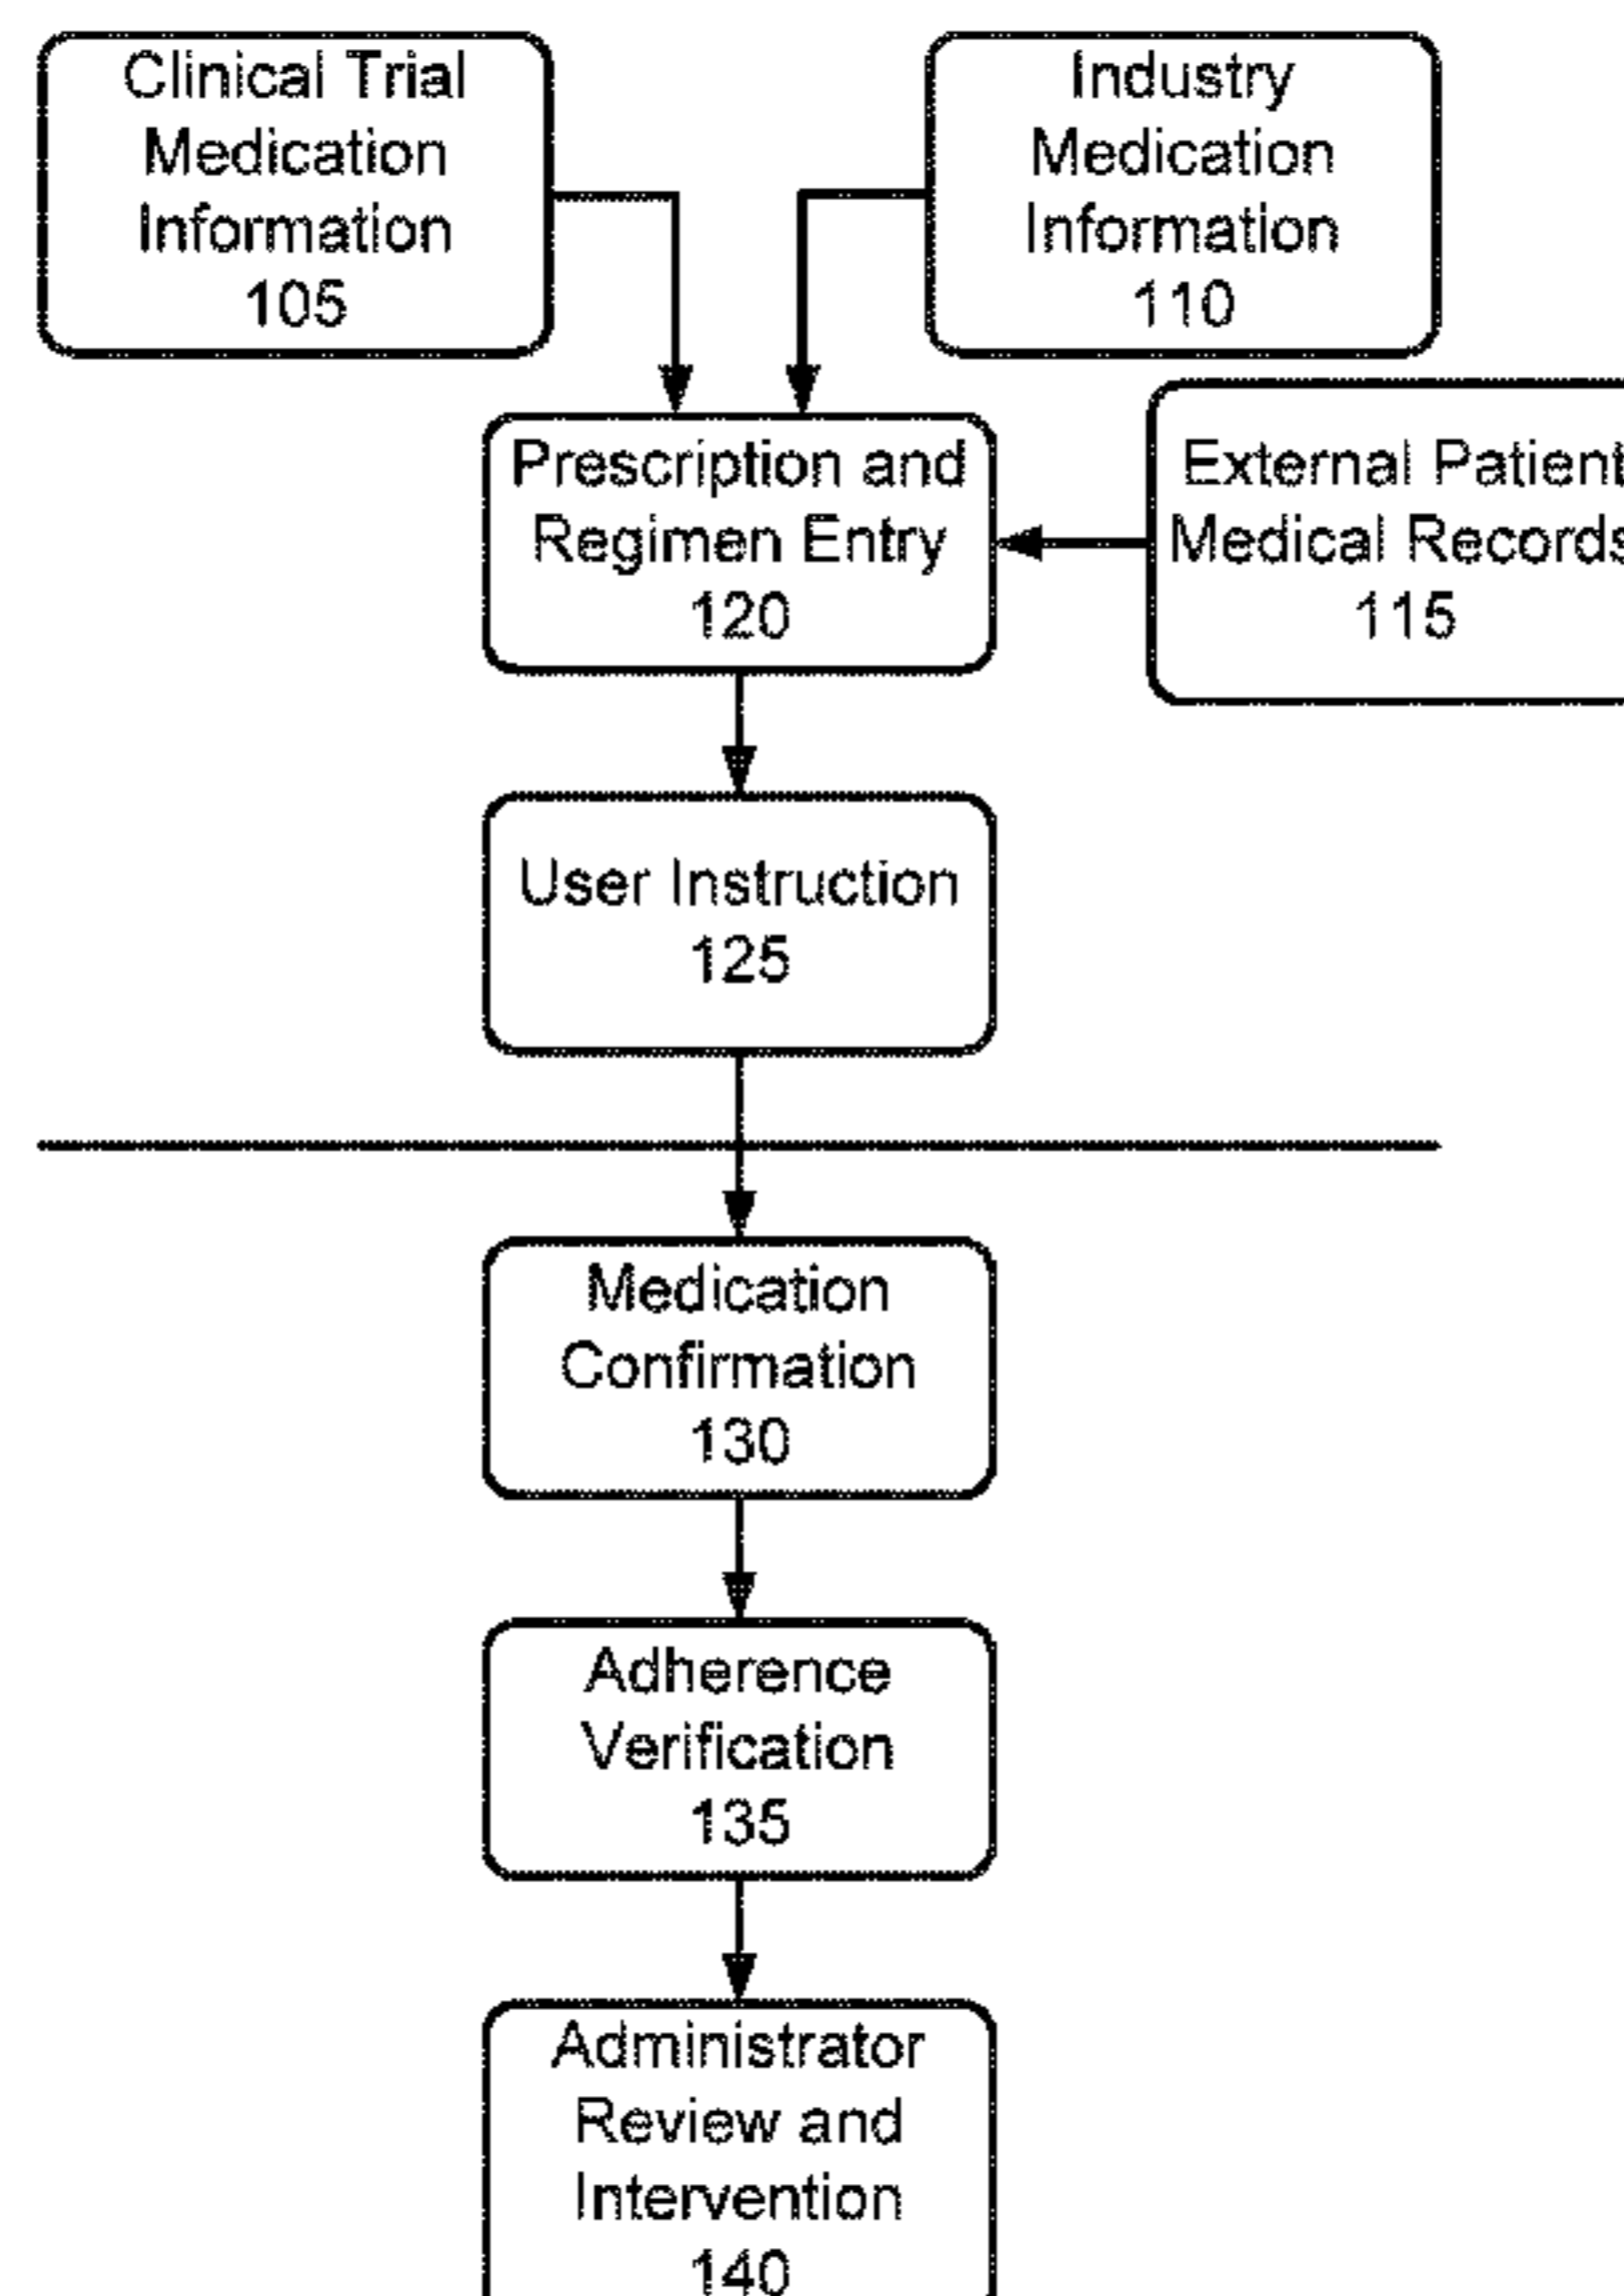 Clinical Trial
Medication
Information
105
Industry
Medication
Information
110
Prescription and
Regimen Entry
120
External Patient
Medical Records
115
User Instruction
125
Medication
Confirmation
130
Adherence
Verification
135
Administrator
Review and
Intervention
140